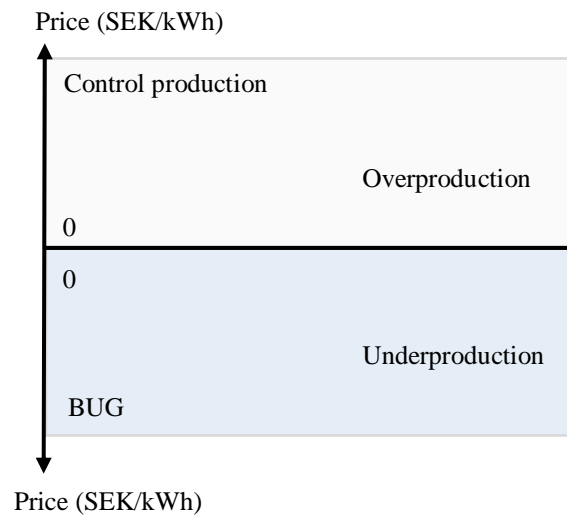 Price (SEK/kWh)
Control production
Overproduction
0
0
Underproduction
BUG
Price (SEK/kWh)